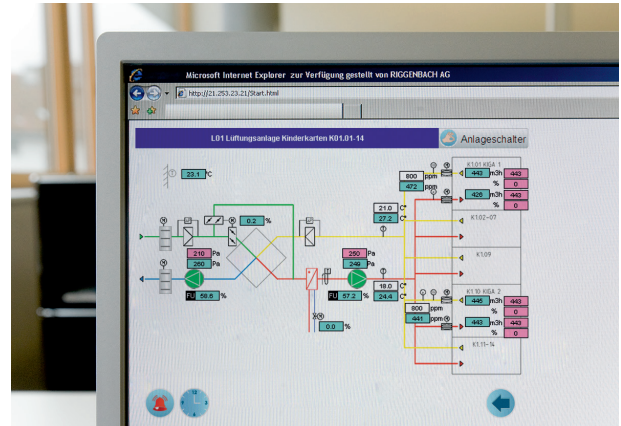 Microsoft Internet Explorer zur Verfügung gestellt von RIGGENBACH AG
http://21.253.23.21/Start.html
L01 Lüftungsanlage Kinderkarten K01.01-14
Anlageschalter
23.1 °C
0.2 %
210 Pa
260 Pa
FU 58.6 %
250 Pa
249 Pa
FU 57.2 %
0.0 %
21.0 C°
27.2
18.0 C°
24.4
800 ppm
472 ppm
800 ppm
441 ppm
K1.01 KIGA 1
443 m3h 443
% 0
426 m3h 443
% 0
K1.02-07
K1.09
K1.10 KIGA 2
445 m3h 443
% 0
443 m3h 443
% 0
K1.11-14